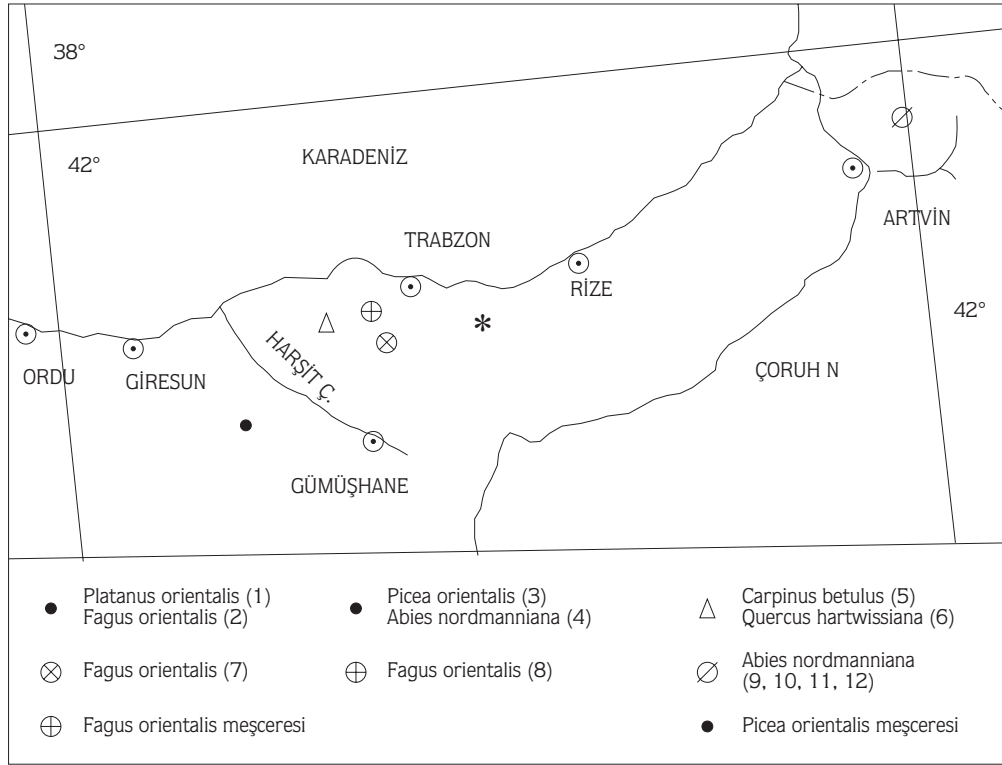 38°
42°
KARADENİZ
TRABZON
ARTVİN
RİZE
42°
*
ORDU
GİRESUN
HARŞİT Ç.
ÇORUH N
GÜMÜŞHANE
Platanus orientalis (1)
Fagus orientalis (2)
Picea orientalis (3)
Abies nordmanniana (4)
Carpinus betulus (5)
Quercus hartwissiana (6)
Fagus orientalis (7)
Fagus orientalis (8)
Abies nordmanniana
(9, 10, 11, 12)
Fagus orientalis meşceresi
Picea orientalis meşceresi